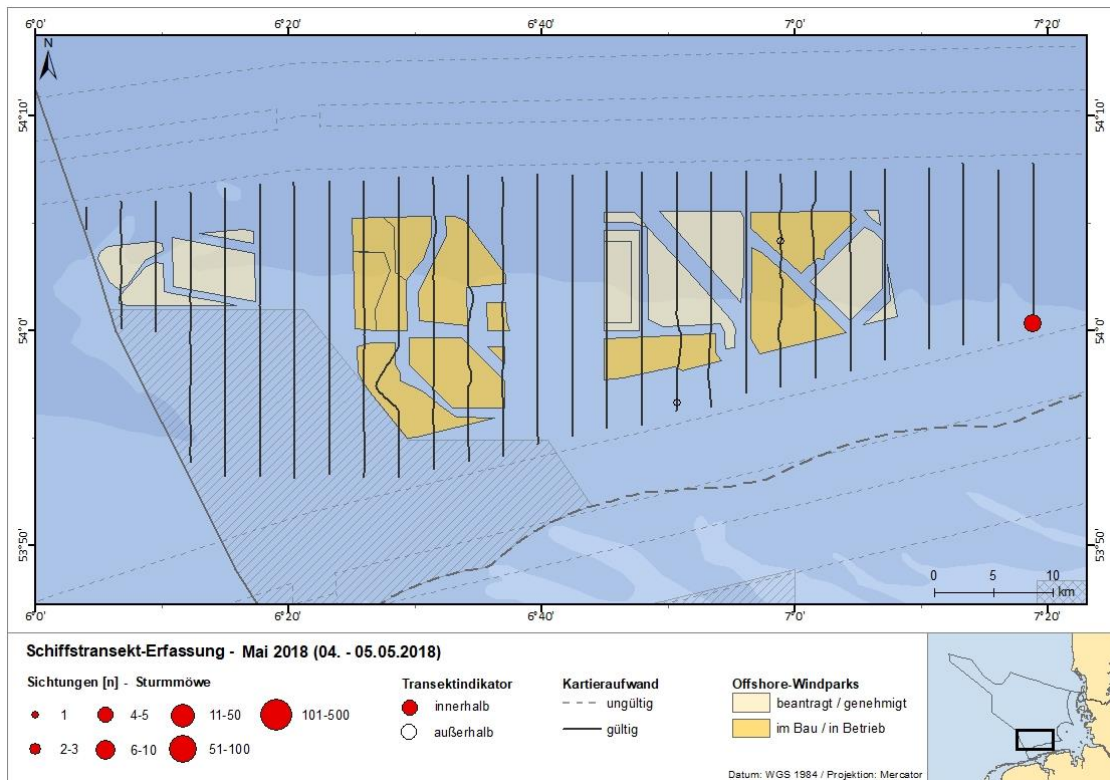 6°0' 6°20' 6°40' 7°0' 7°20'
N
54°10' 54°10'
54°0' 54°0'
53°50' 53°50'
0 5 10
km
6°0' 6°20' 6°40' 7°0' 7°20'
Schiffstransekt-Erfassung - Mai 2018 (04. - 05.05.2018)
Sichtungen [n] - Sturmmöwe
1 4-5 11-50 101-500
2-3 6-10 51-100
Transektindikator
innerhalb
außerhalb
Kartieraufwand
ungültig
gültig
Offshore-Windparks
beantragt / genehmigt
im Bau / in Betrieb
Datum: WGS 1984 / Projektion: Mercator